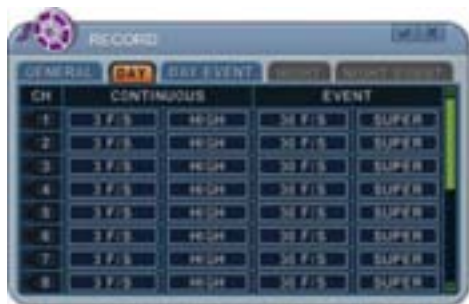 RECORD
GENERAL DAY DAY EVENT NIGHT NIGHT EVENT
CH CONTINUOUS EVENT
1 3 F/S HIGH 30 F/S SUPER
2 3 F/S HIGH 30 F/S SUPER
3 3 F/S HIGH 30 F/S SUPER
4 3 F/S HIGH 30 F/S SUPER
5 3 F/S HIGH 30 F/S SUPER
6 3 F/S HIGH 30 F/S SUPER
7 3 F/S HIGH 30 F/S SUPER
8 3 F/S HIGH 30 F/S SUPER